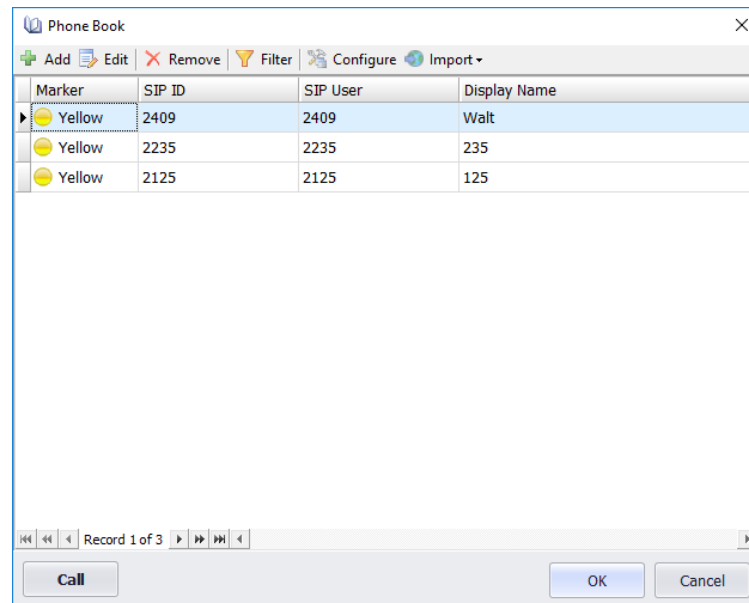 Phone Book
Add Edit Remove Filter Configure Import
Marker SIP ID SIP User Display Name
Yellow 2409 2409 Walt
Yellow 2235 2235 235
Yellow 2125 2125 125
Record 1 of 3
Call OK Cancel